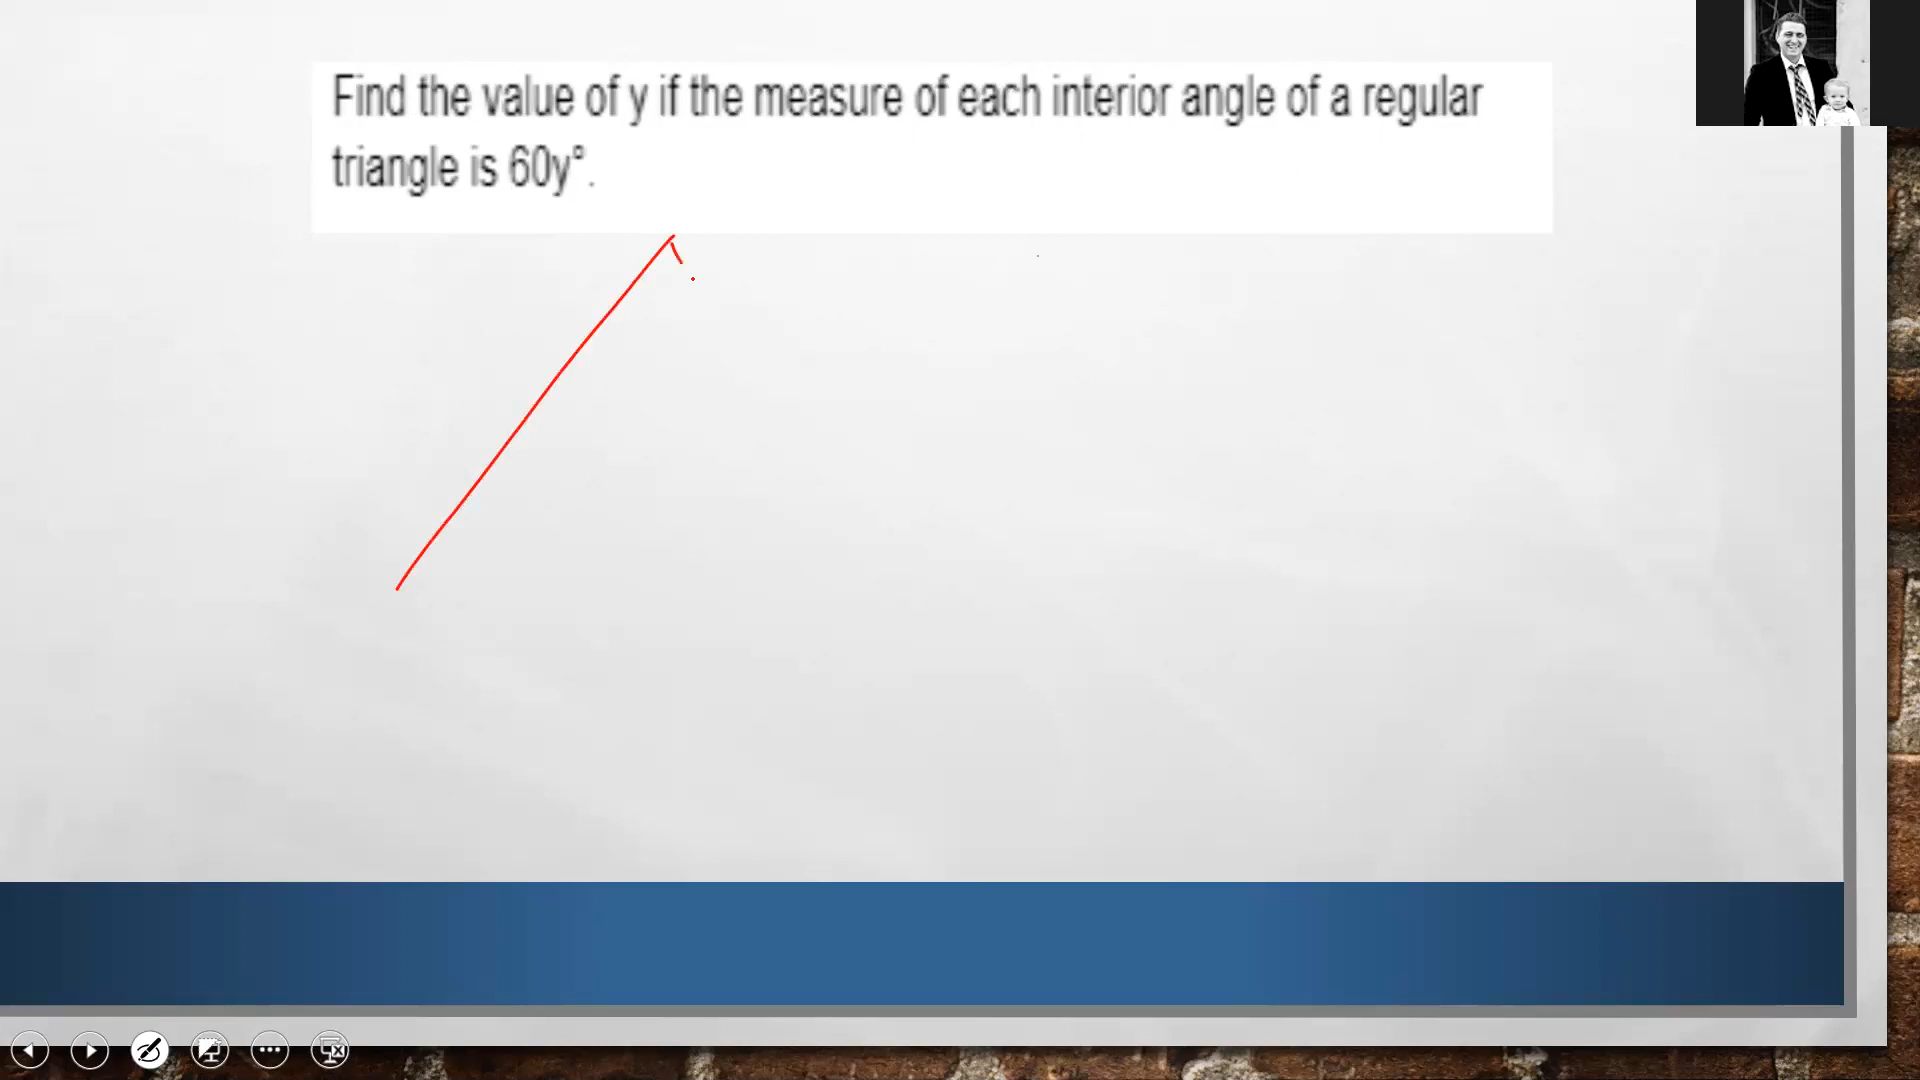 Find the value of y if the measure of each interior angle of a regular
triangle is 60y°.